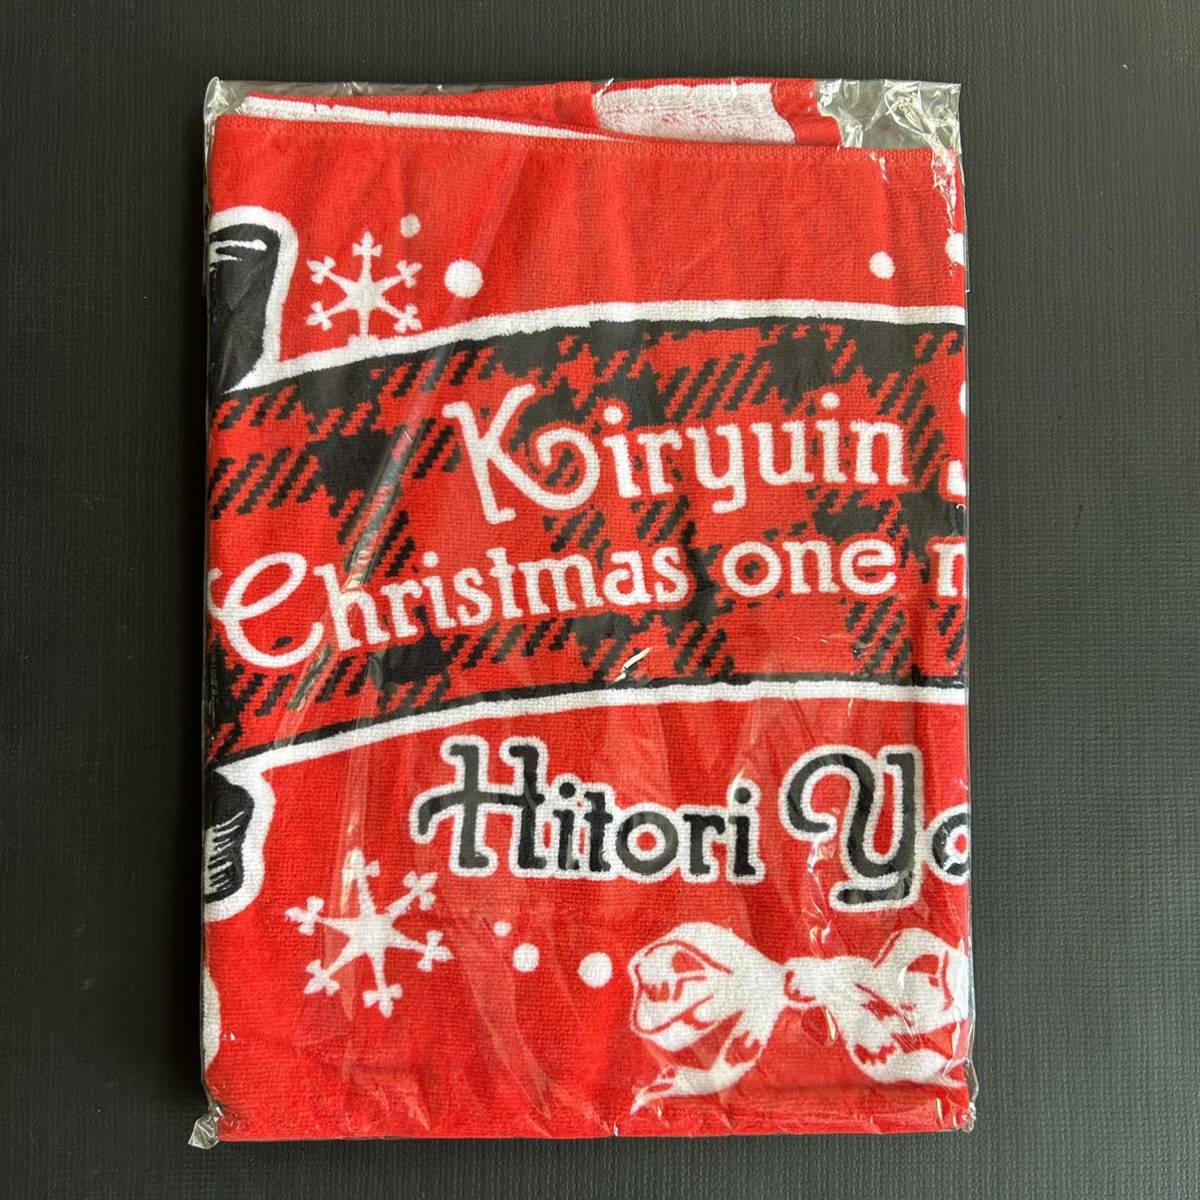 Kiryuin
Christmas one
Hitori